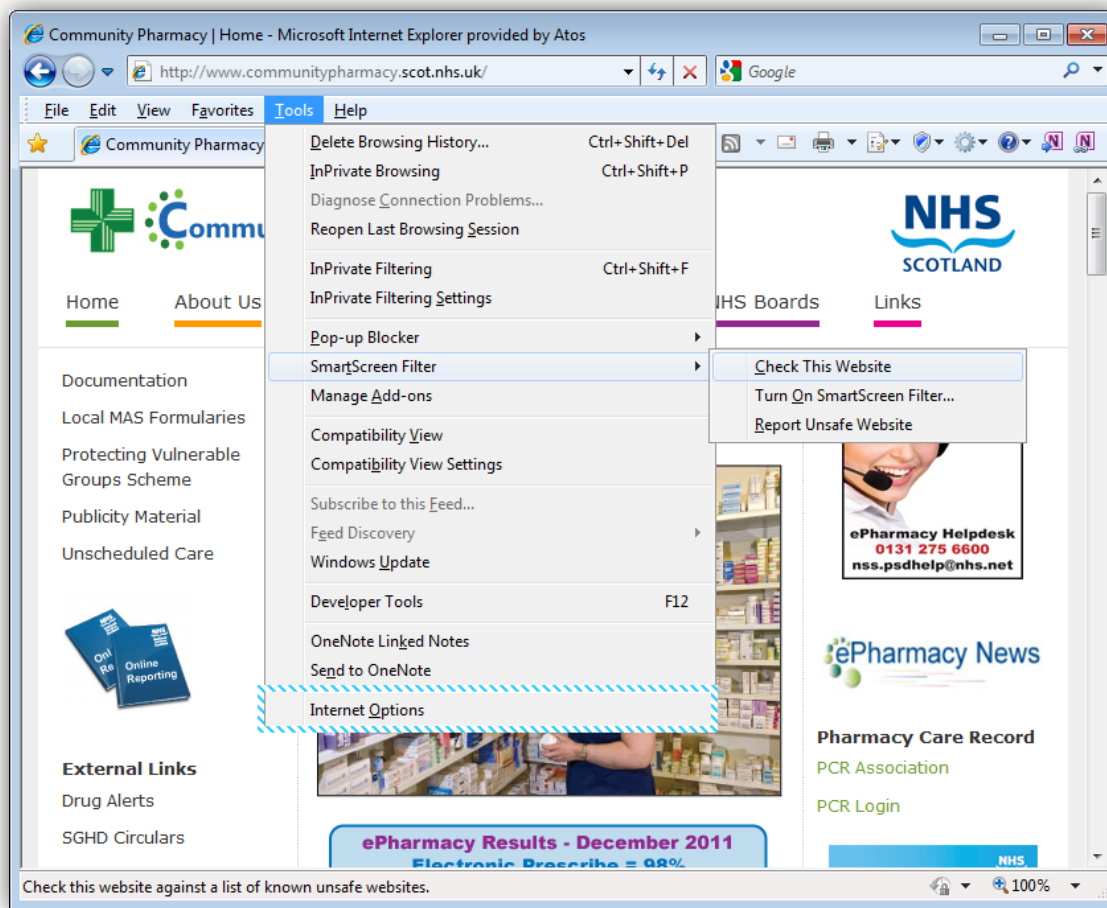 Community Pharmacy | Home - Microsoft Internet Explorer provided by Atos
http://www.communitypharmacy.scot.nhs.uk/
Google
File Edit View Favorites Tools Help
Community Pharmacy
Delete Browsing History... Ctrl+Shift+Del
InPrivate Browsing Ctrl+Shift+P
Diagnose Connection Problems...
Reopen Last Browsing Session
InPrivate Filtering Ctrl+Shift+F
InPrivate Filtering Settings
Pop-up Blocker
SmartScreen Filter
Manage Add-ons
Compatibility View
Compatibility View Settings
Subscribe to this Feed...
Feed Discovery
Windows Update
Developer Tools F12
OneNote Linked Notes
Send to OneNote
Internet Options
Check This Website
Turn On SmartScreen Filter...
Report Unsafe Website
Commu
NHS
SCOTLAND
Home About Us NHS Boards Links
Documentation
Local MAS Formularies
Protecting Vulnerable
Groups Scheme
Publicity Material
Unscheduled Care
NHS
NHS
Online
Reporting
External Links
Drug Alerts
SGHD Circulars
ePharmacy Results - December 2011
Electronic Prescribe = 98%
ePharmacy Helpdesk
0131 275 6600
nss.psdhelp@nhs.net
ePharmacy News
Pharmacy Care Record
PCR Association
PCR Login
NHS
Check this website against a list of known unsafe websites.
100%